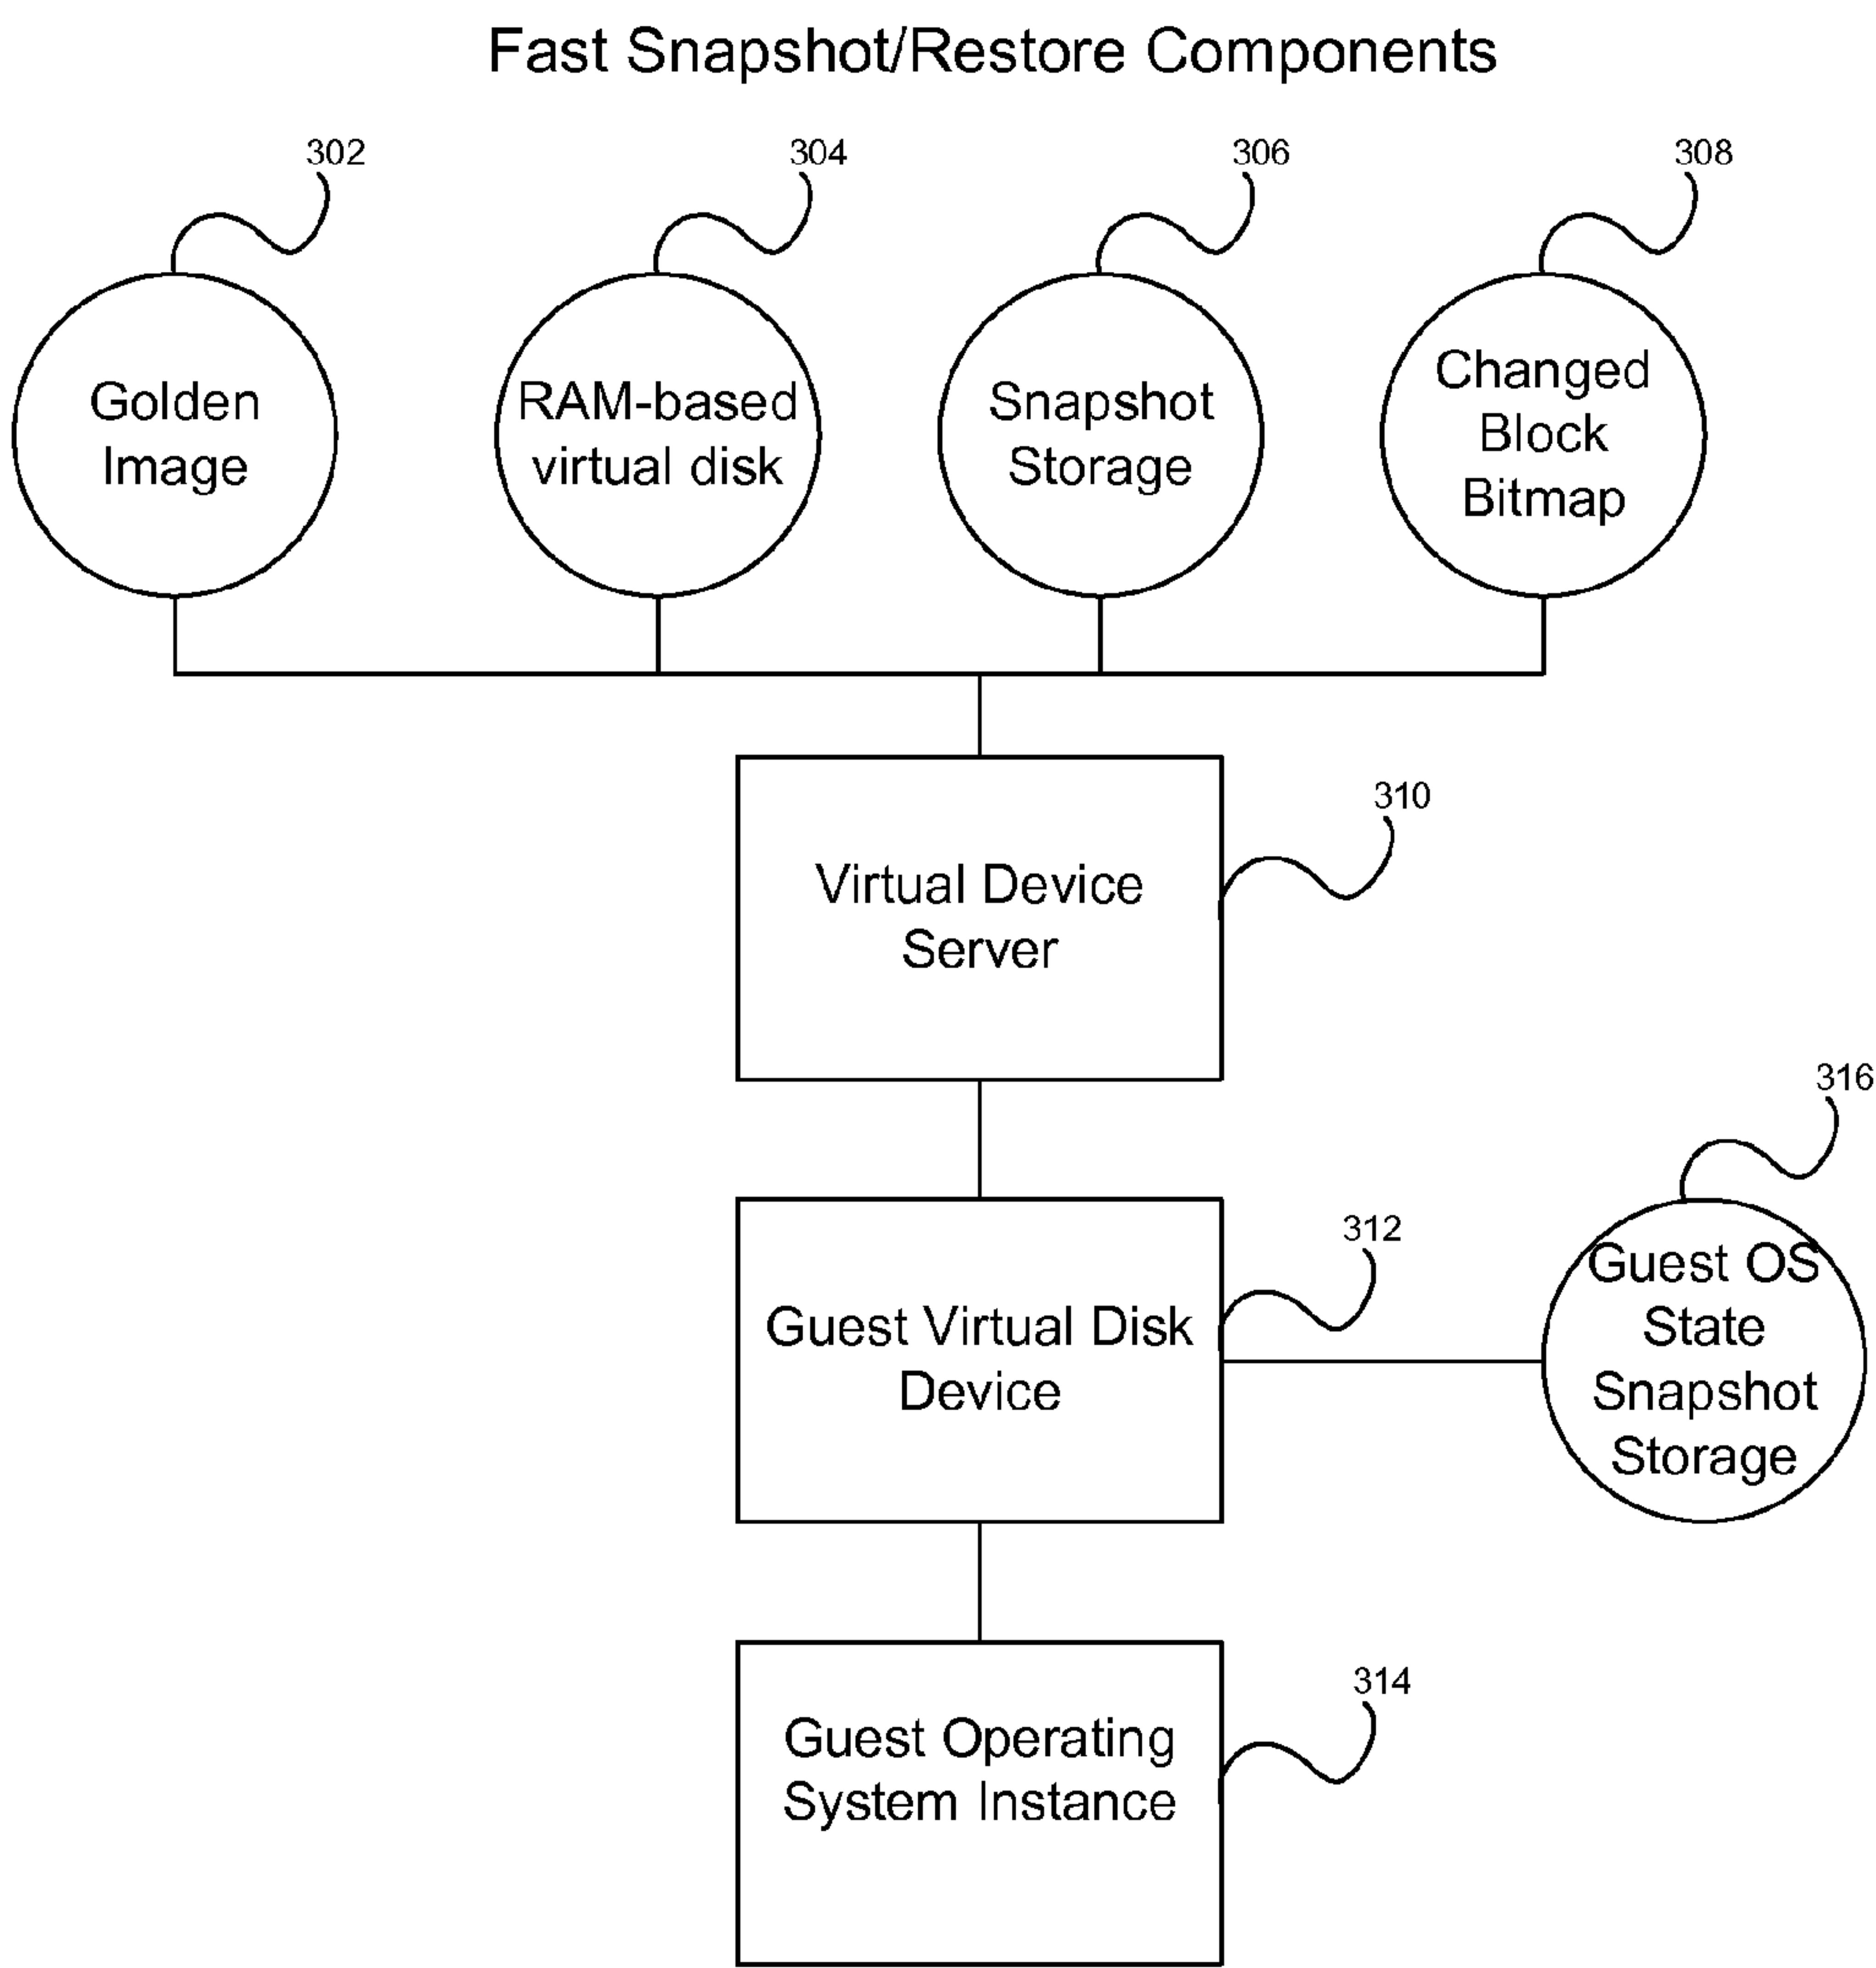 Fast Snapshot/Restore Components
302
304
306
308
Golden
Image
RAM-based
virtual disk
Snapshot
Storage
Changed
Block
Bitmap
310
Virtual Device
Server
316
312
Guest Virtual Disk
Device
Guest OS
State
Snapshot
Storage
314
Guest Operating
System Instance